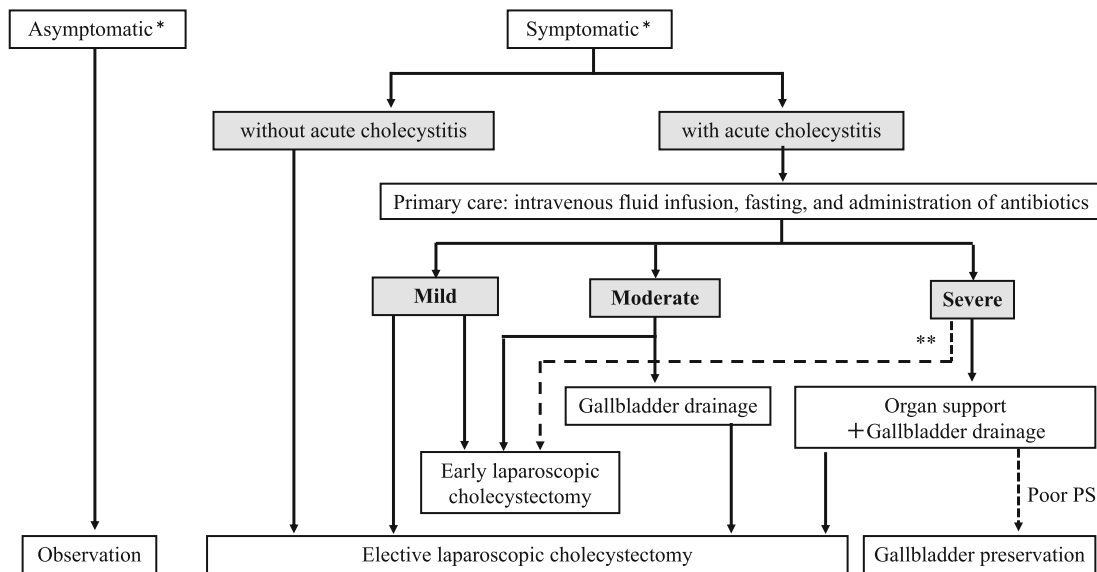 Asymptomatic*
Symptomatic*
without acute cholecystitis
with acute cholecystitis
Primary care: intravenous fluid infusion, fasting, and administration of antibiotics
Mild
Moderate
Severe
**
Gallbladder drainage
Organ support
+Gallbladder drainage
Early laparoscopic
cholecystectomy
Poor PS
Observation
Elective laparoscopic cholecystectomy
Gallbladder preservation